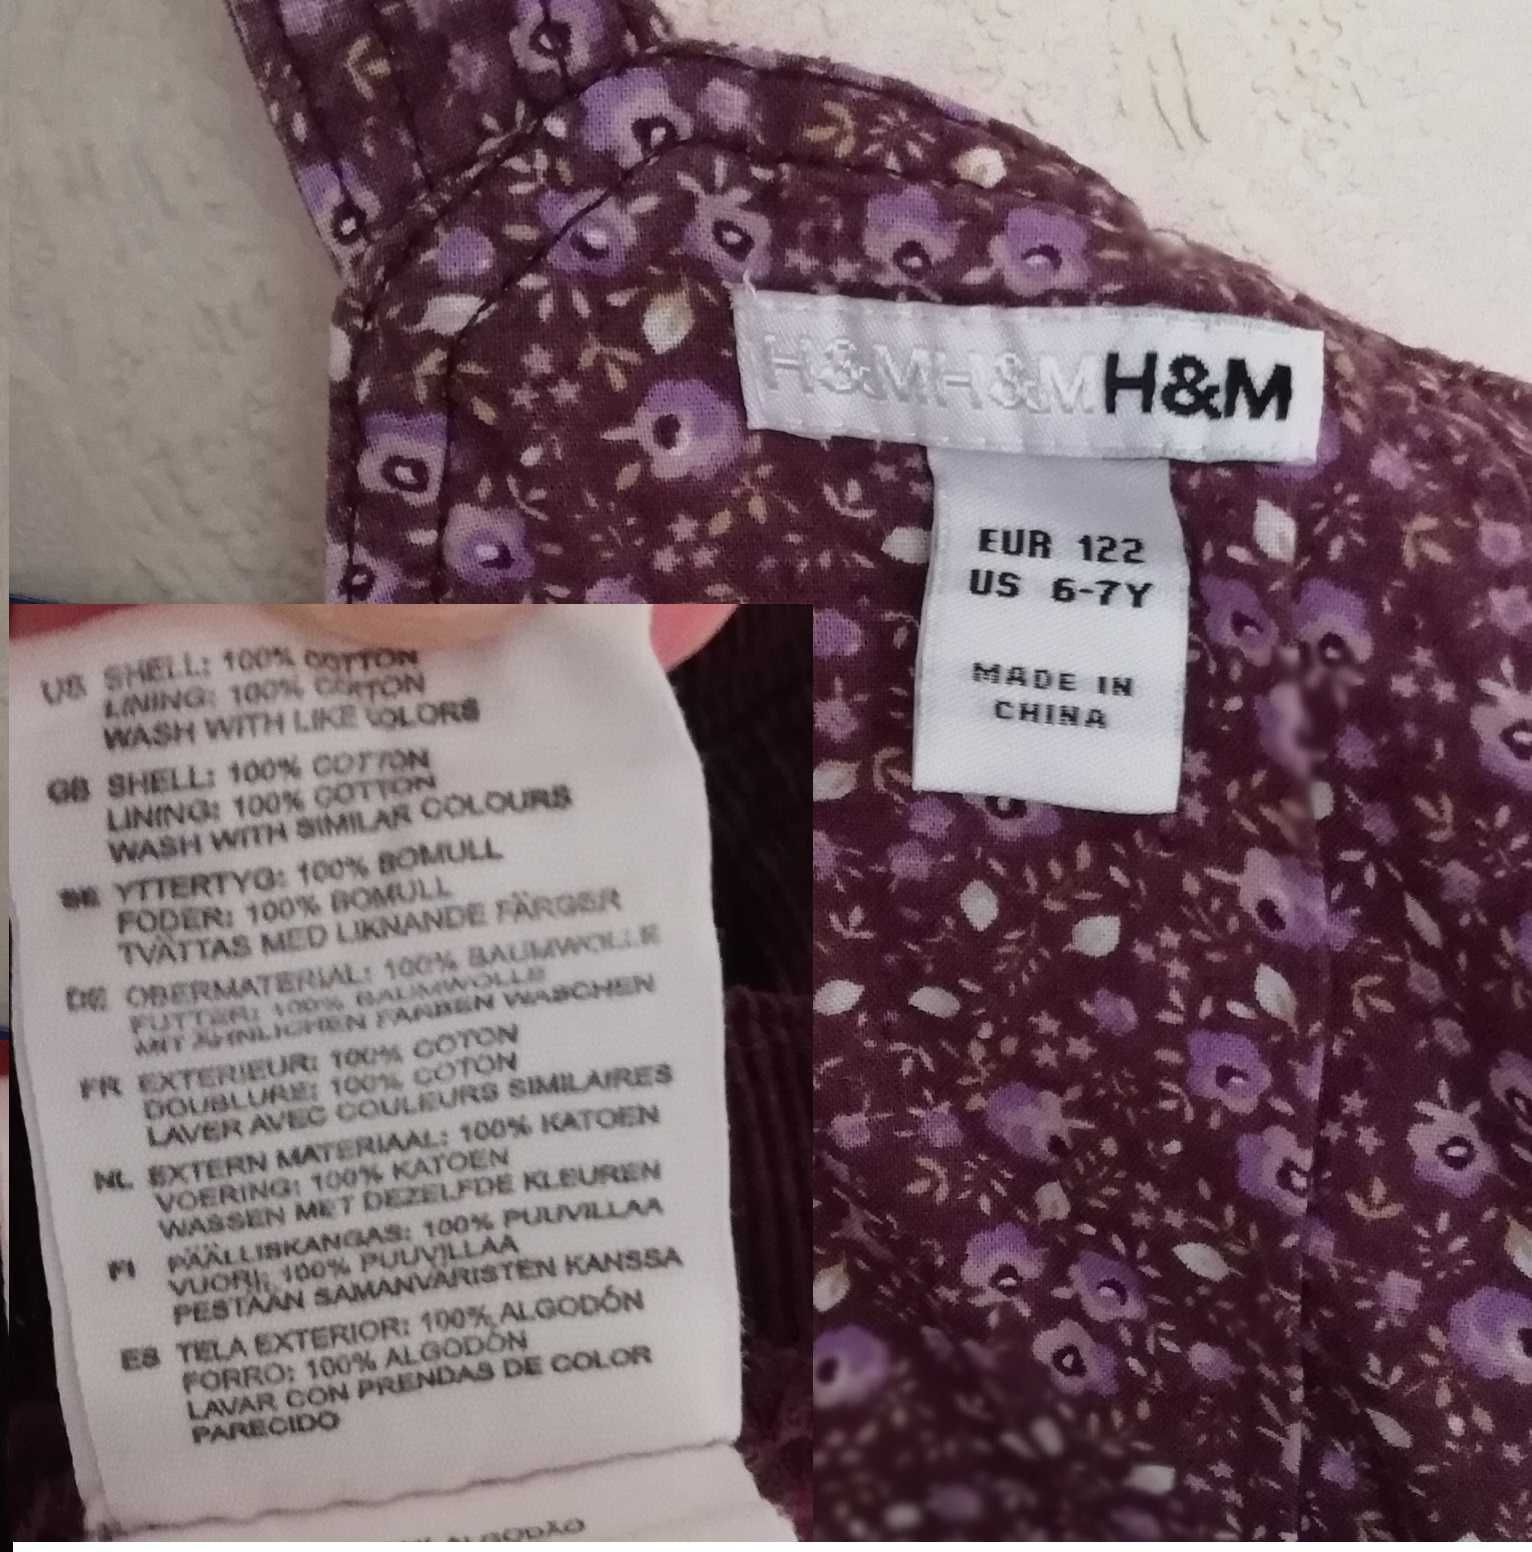 H&MH&MH&M
EUR 122
US 6-7Y
MADE IN
CHINA
US SHELL: 100% COTTON
LINING: 100% COTTON
WASH WITH LIKE COLORS
GB SHELL: 100% COTTON
LINING: 100% COTTON
WASH WITH SIMILAR COLOURS
SE YTTERTYG: 100% BOMULL
FODER: 100% BOMULL
TVÄTTAS MED LIKNANDE FÄRGER
DE OBERMATERIAL: 100% BAUMWOLLE
FUTTER: 100% BAUMWOLLE
MIT ÄHNLICHEN FARBEN WASCHEN
FR EXTERIEUR: 100% COTON
DOUBLURE: 100% COTON
LAVER AVEC COULEURS SIMILAIRES
NL EXTERN MATERIAAL: 100% KATOEN
VOERING: 100% KATOEN
WASSEN MET DEZELFDE KLEUREN
FI PÄÄLLISKANGAS: 100% PUUVILLAA
VUORI: 100% PUUVILLAA
PESTÄÄN SAMANVÄRISTEN KANSSA
ES TELA EXTERIOR: 100% ALGODÓN
FORRO: 100% ALGODÓN
LAVAR CON PRENDAS DE COLOR
PARECIDO
ALGODÃO